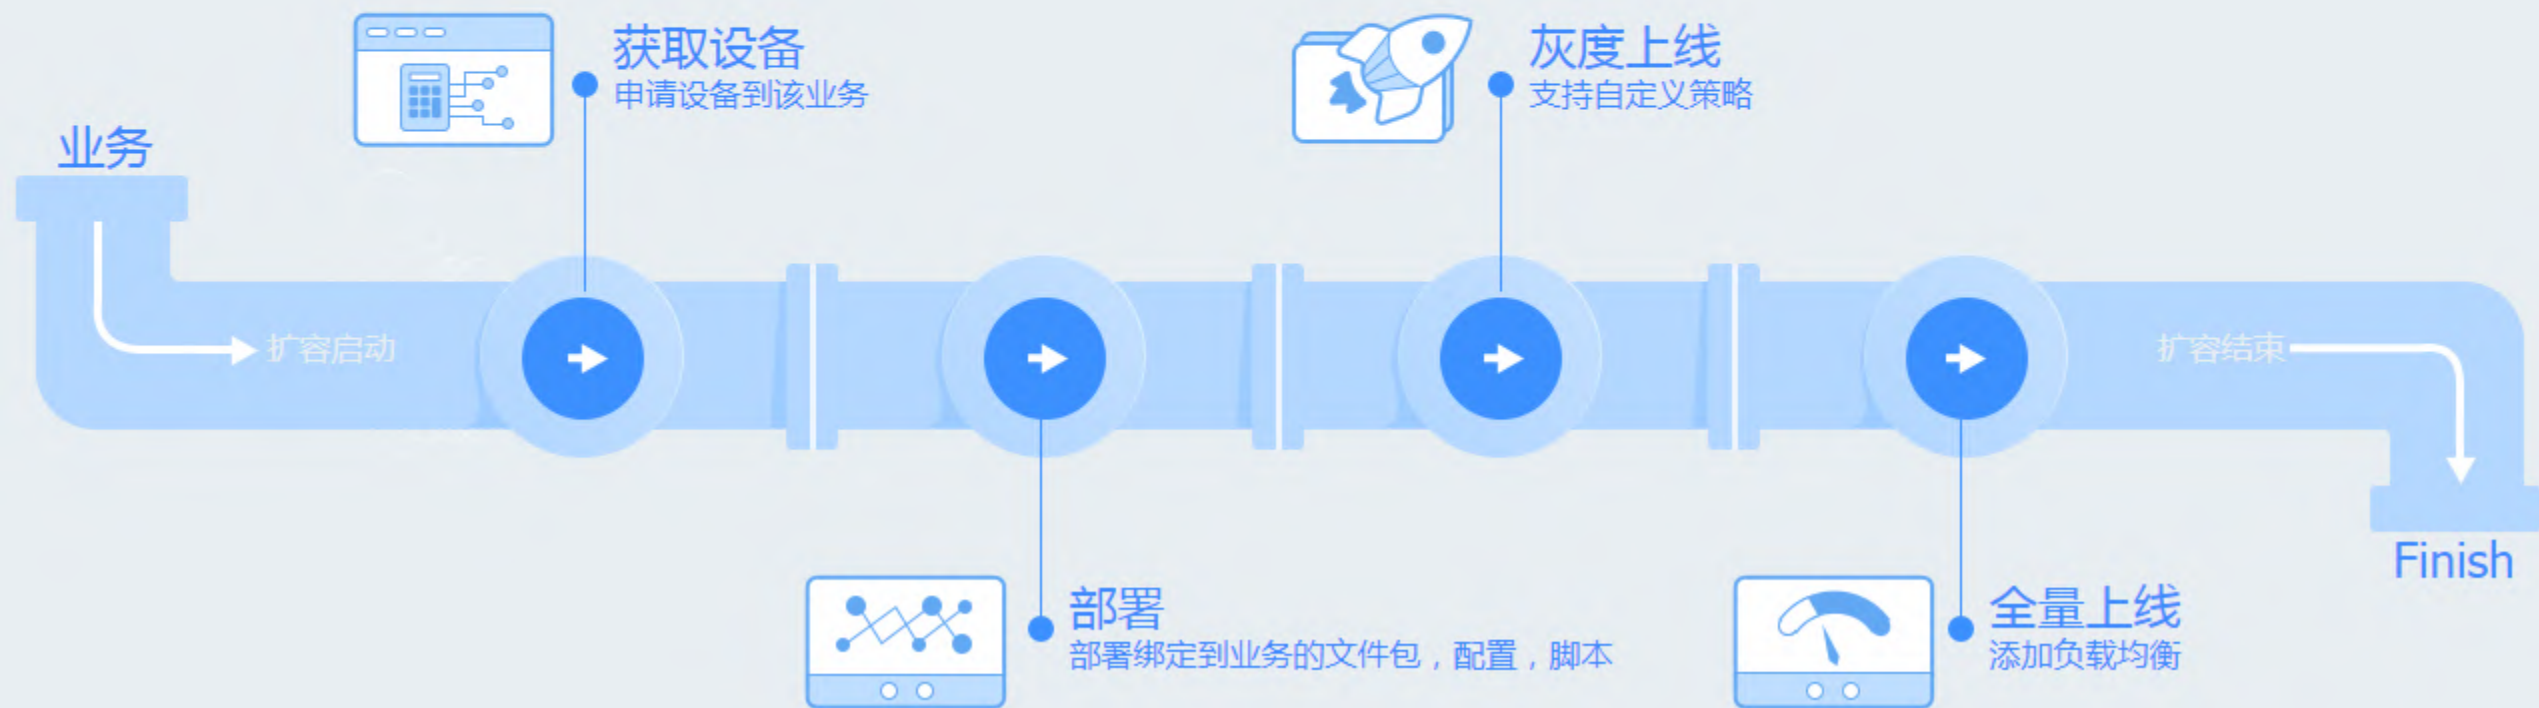 业务
扩容启动
获取设备
申请设备到该业务
部署
部署绑定到业务的文件包，配置，脚本
灰度上线
支持自定义策略
全量上线
添加负载均衡
扩容结束
Finish